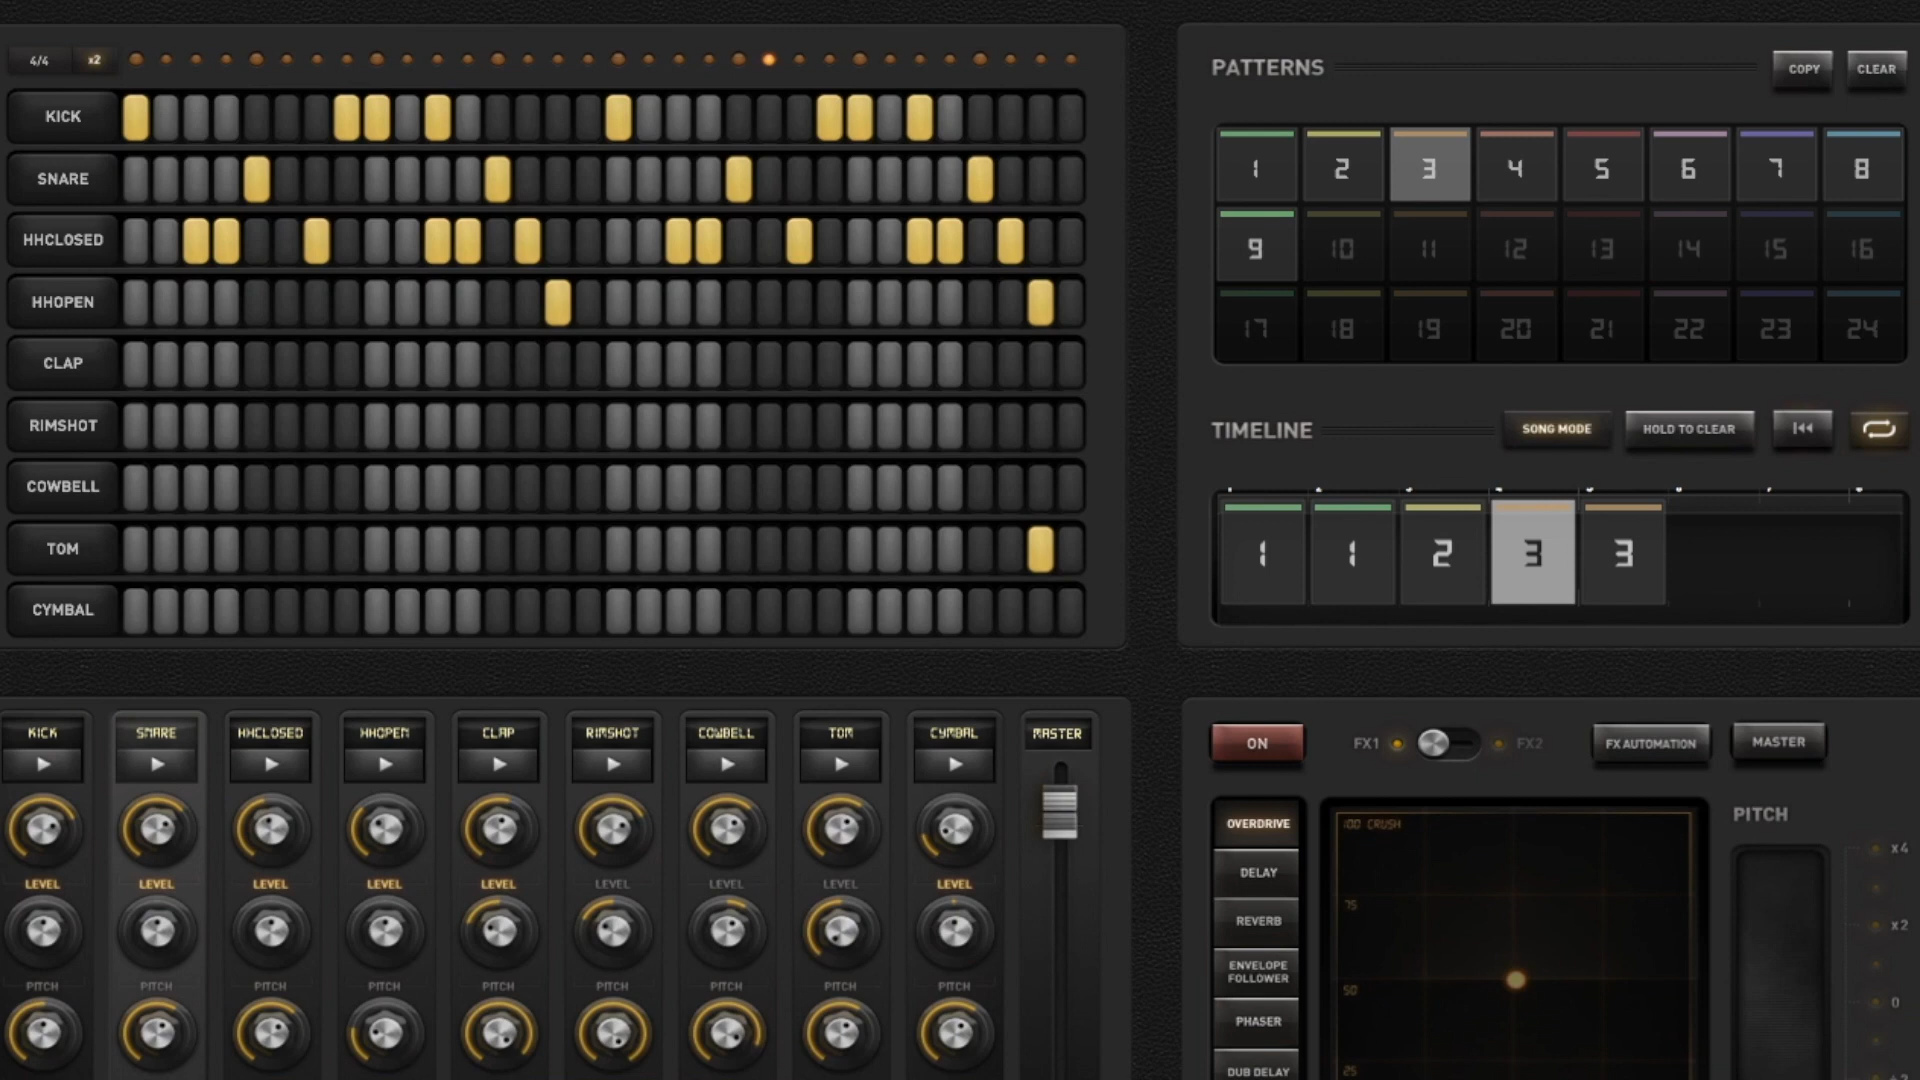 4/4 x2
KICK
SNARE
HHCLOSED
HHOPEN
CLAP
RIMSHOT
COWBELL
TOM
CYMBAL
PATTERNS COPY CLEAR
1 2 3 4 5 6 7 8
9 10 11 12 13 14 15 16
17 18 19 20 21 22 23 24
TIMELINE SONG MODE HOLD TO CLEAR
1 1 2 3 3
KICK SNARE HHCLOSED HHOPEN CLAP RIMSHOT COWBELL TOM CYMBAL MASTER
LEVEL LEVEL LEVEL LEVEL LEVEL LEVEL LEVEL LEVEL LEVEL
PITCH PITCH PITCH PITCH PITCH PITCH PITCH PITCH PITCH
ON FX1 FX2 FX AUTOMATION MASTER
OVERDRIVE
DELAY
REVERB
ENVELOPE
FOLLOWER
PHASER
DUB DELAY
100 CRUSH
75
50
25
PITCH
x4
x2
0